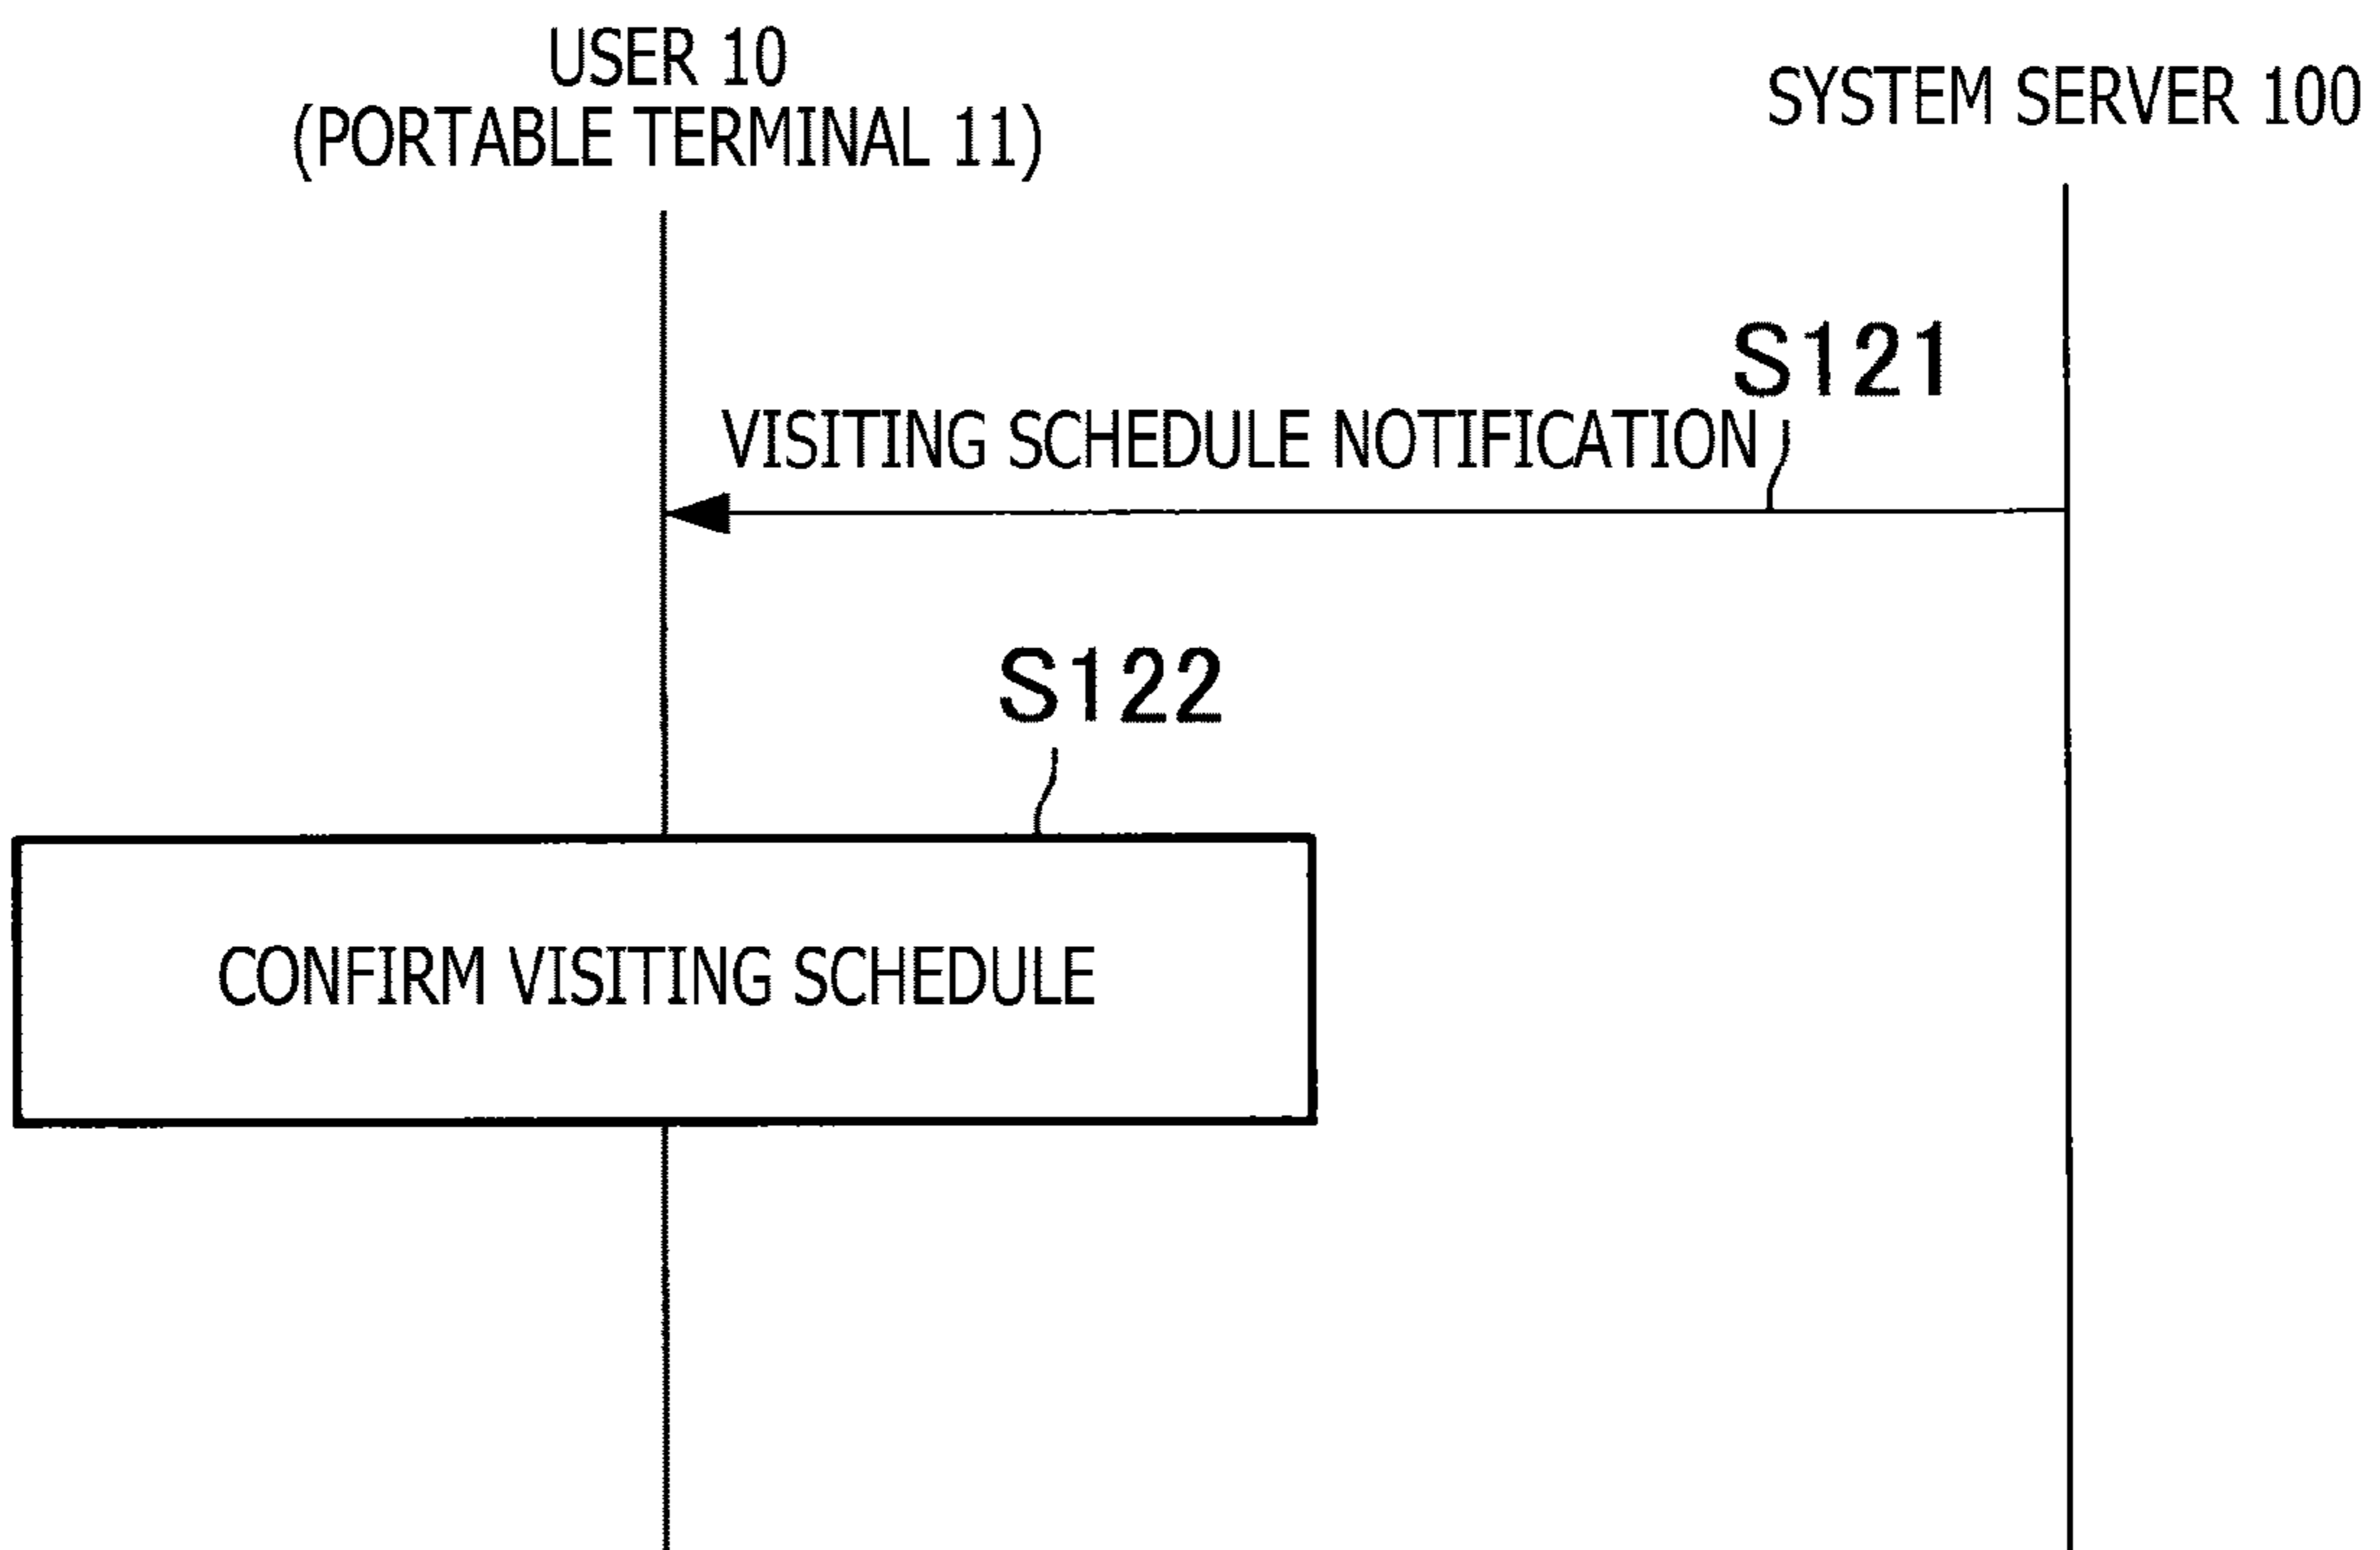 USER 10
(PORTABLE TERMINAL 11)
SYSTEM SERVER 100
S121
VISITING SCHEDULE NOTIFICATION
S122
CONFIRM VISITING SCHEDULE